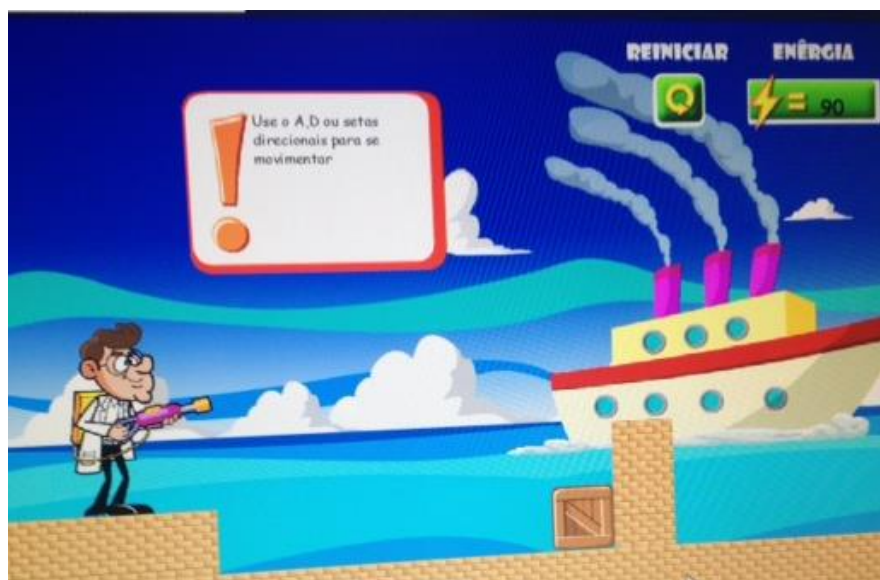 REINICIAR
ENÊRGIA
= 90
Use o A,D ou setas
direcionais para se
movimentar